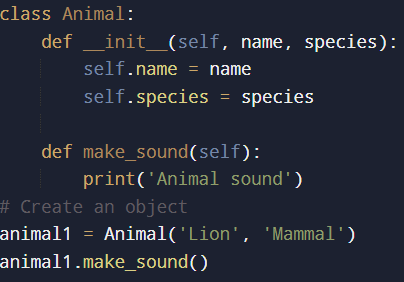 class Animal:
    def __init__(self, name, species):
        self.name = name
        self.species = species

    def make_sound(self):
        print('Animal sound')
# Create an object
animal1 = Animal('Lion', 'Mammal')
animal1.make_sound()